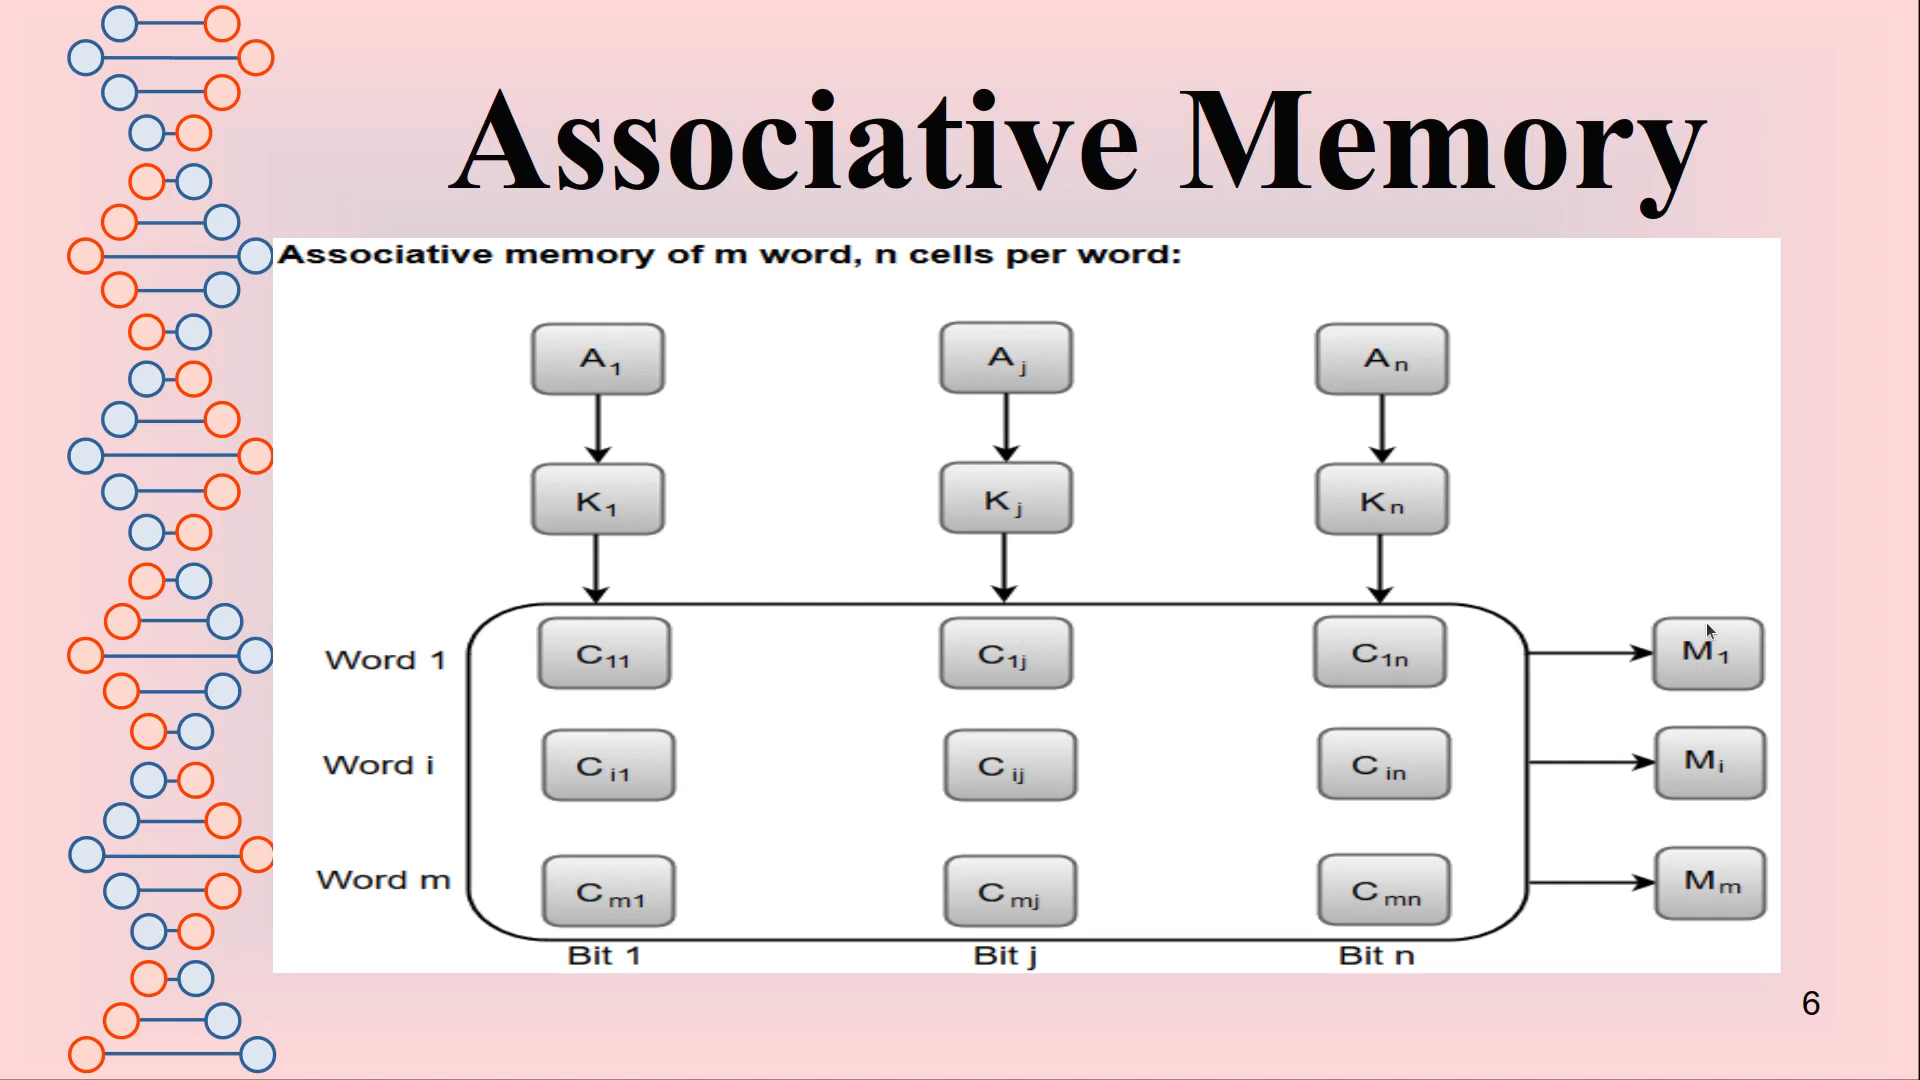 Associative Memory
Associative memory of m word, n cells per word:
A1 Aj An
K1 Kj Kn
Word 1 C11 C1j C1n M1
Word i Ci1 Cij Cin Mi
Word m Cm1 Cmj Cmn Mm
Bit 1 Bit j Bit n
6